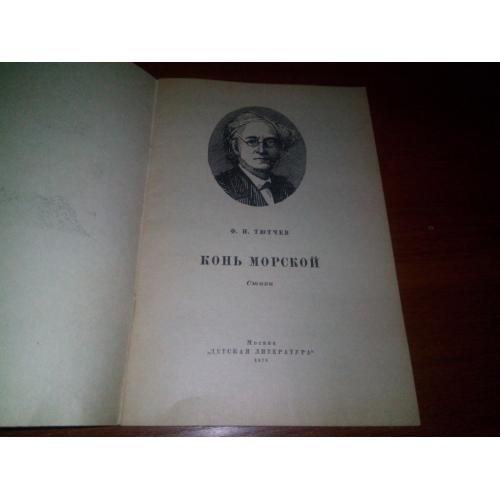 Ф. И. ТЮТЧЕВ
КОНЬ МОРСКОЙ
Стихи
Москва
„ДЕТСКАЯ ЛИТЕРАТУРА"